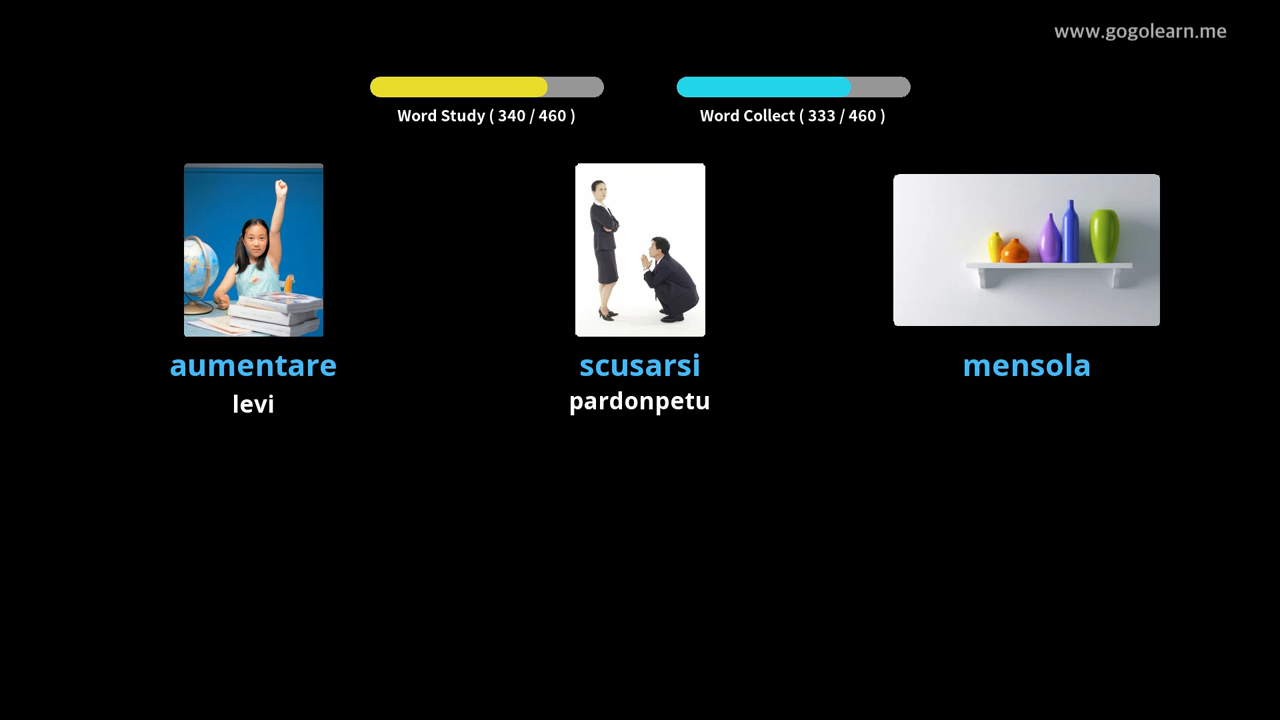 www.gogolearn.me
Word Study ( 340 / 460 )
Word Collect ( 333 / 460 )
aumentare
levi
scusarsi
pardonpetu
mensola